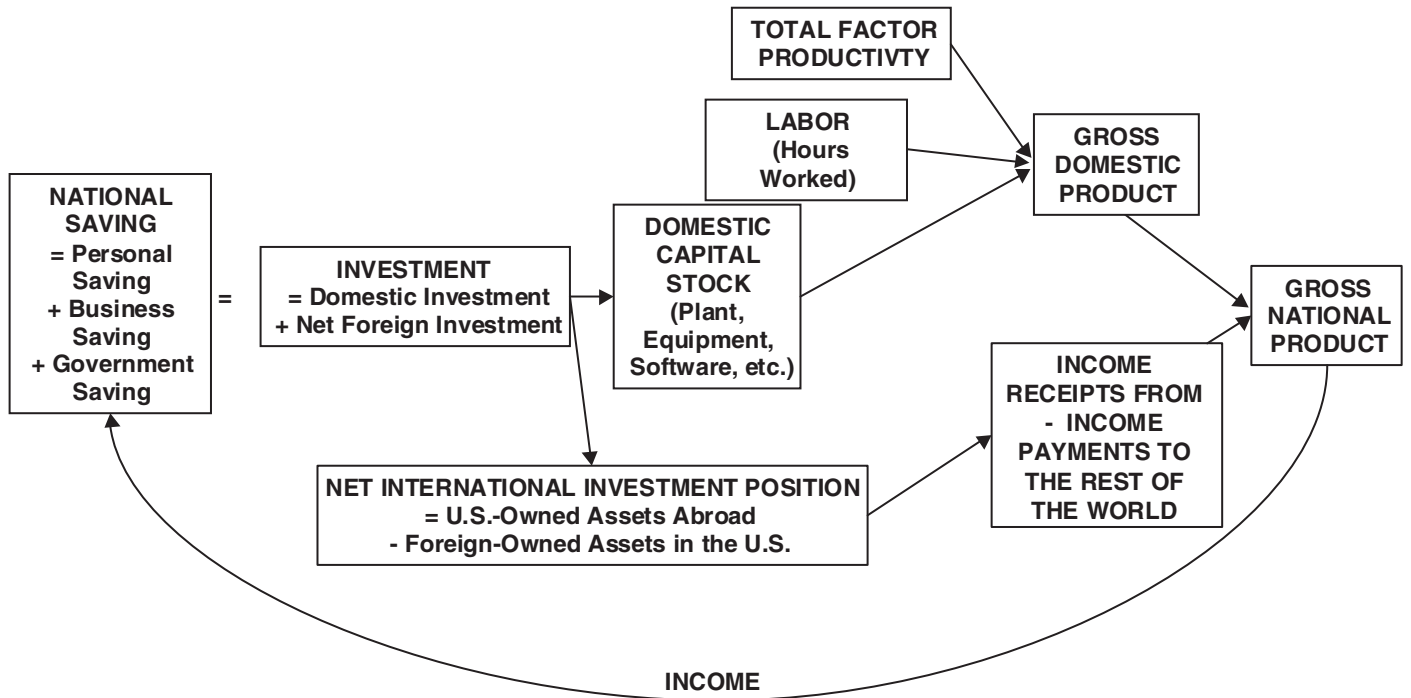 TOTAL FACTOR
PRODUCTIVTY
LABOR
(Hours
Worked)
GROSS
DOMESTIC
PRODUCT
NATIONAL
SAVING
= Personal
Saving
+ Business
Saving
+ Government
Saving
=
INVESTMENT
= Domestic Investment
+ Net Foreign Investment
DOMESTIC
CAPITAL
STOCK
(Plant,
Equipment,
Software, etc.)
GROSS
NATIONAL
PRODUCT
INCOME
RECEIPTS FROM
- INCOME
PAYMENTS TO
THE REST OF
THE WORLD
NET INTERNATIONAL INVESTMENT POSITION
= U.S.-Owned Assets Abroad
- Foreign-Owned Assets in the U.S.
INCOME